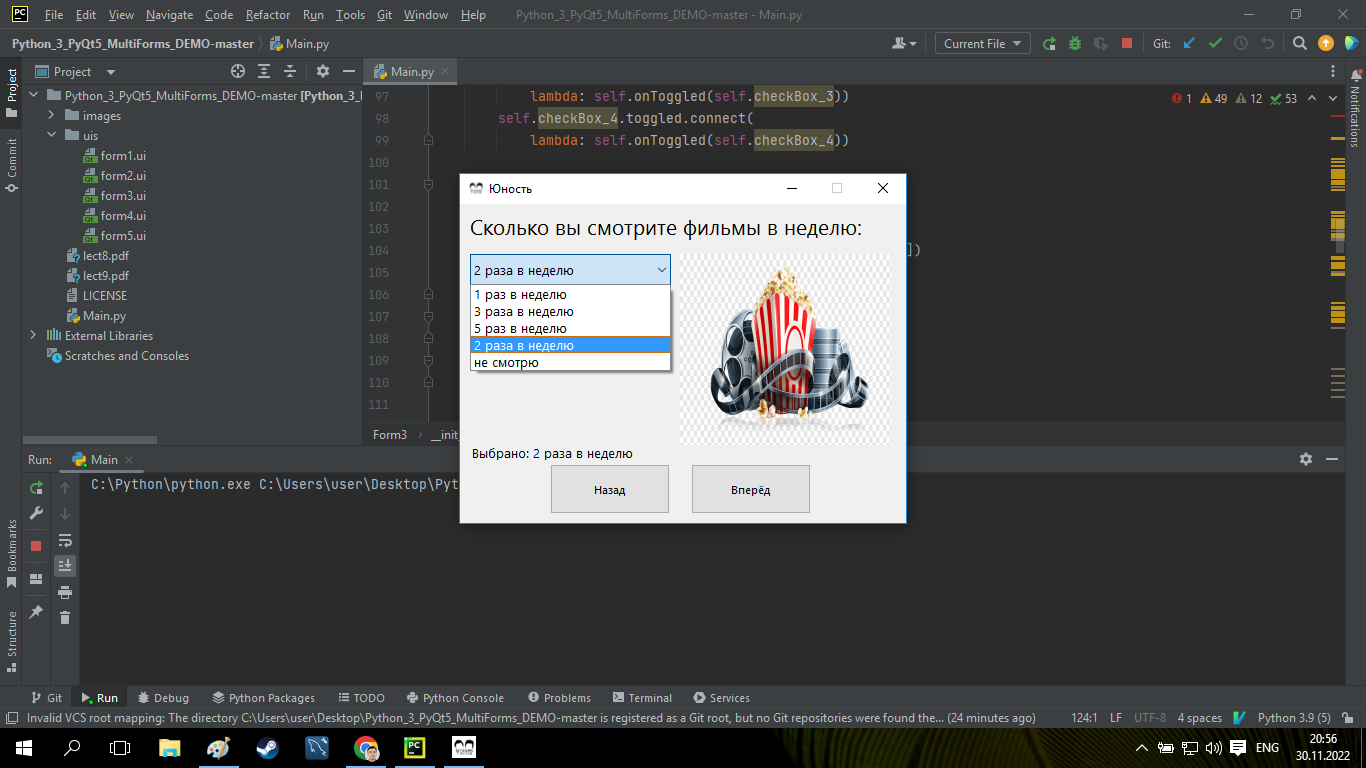 File Edit View Navigate Code Refactor Run Tools Git Window Help Python_3_PyQt5_MultiForms_DEMO-master - Main.py
Python_3_PyQt5_MultiForms_DEMO-master Main.py Current File Git:
Project Main.py
Python_3_PyQt5_MultiForms_DEMO-master [Python_3_
images
uis
form1.ui
form2.ui
form3.ui
form4.ui
form5.ui
lect8.pdf
lect9.pdf
LICENSE
Main.py
External Libraries
Scratches and Consoles
Project
Commit
Bookmarks
Structure
Notifications
1 49 12 53
97 lambda: self.onToggled(self.checkBox_3))
98 self.checkBox_4.toggled.connect(
99 lambda: self.onToggled(self.checkBox_4))
100
101
102
103
104 ])
105
106
107
108
109
110
111
Form3 __init_
Юность
Сколько вы смотрите фильмы в неделю:
2 раза в неделю
1 раз в неделю
3 раза в неделю
5 раз в неделю
2 раза в неделю
не смотрю
Выбрано: 2 раза в неделю
Назад Вперёд
Run: Main
C:\Python\python.exe C:\Users\user\Desktop\Pyt
Git Run Debug Python Packages TODO Python Console Problems Terminal Services
Invalid VCS root mapping: The directory C:\Users\user\Desktop\Python_3_PyQt5_MultiForms_DEMO-master is registered as a Git root, but no Git repositories were found the... (24 minutes ago) 124:1 LF UTF-8 4 spaces Python 3.9 (5)
ENG
20:56
30.11.2022